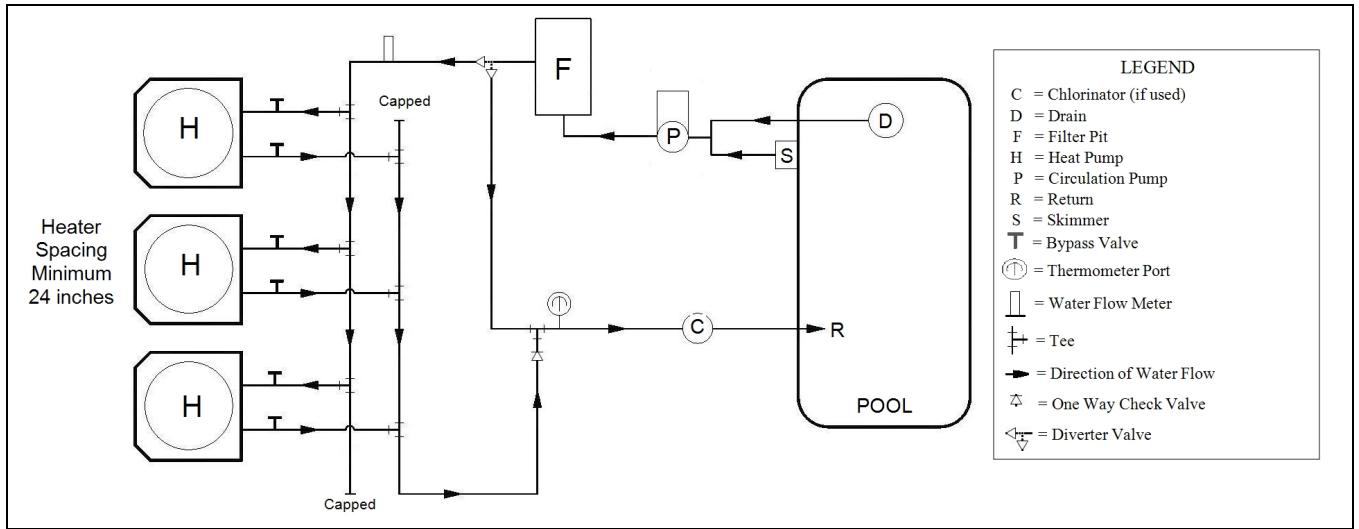 H
H
H
Heater
Spacing
Minimum
24 inches
Capped
Capped
F
P
D
S
C
R
POOL
LEGEND
C = Chlorinator (if used)
D = Drain
F = Filter Pit
H = Heat Pump
P = Circulation Pump
R = Return
S = Skimmer
= Bypass Valve
= Thermometer Port
= Water Flow Meter
= Tee
= Direction of Water Flow
= One Way Check Valve
= Diverter Valve